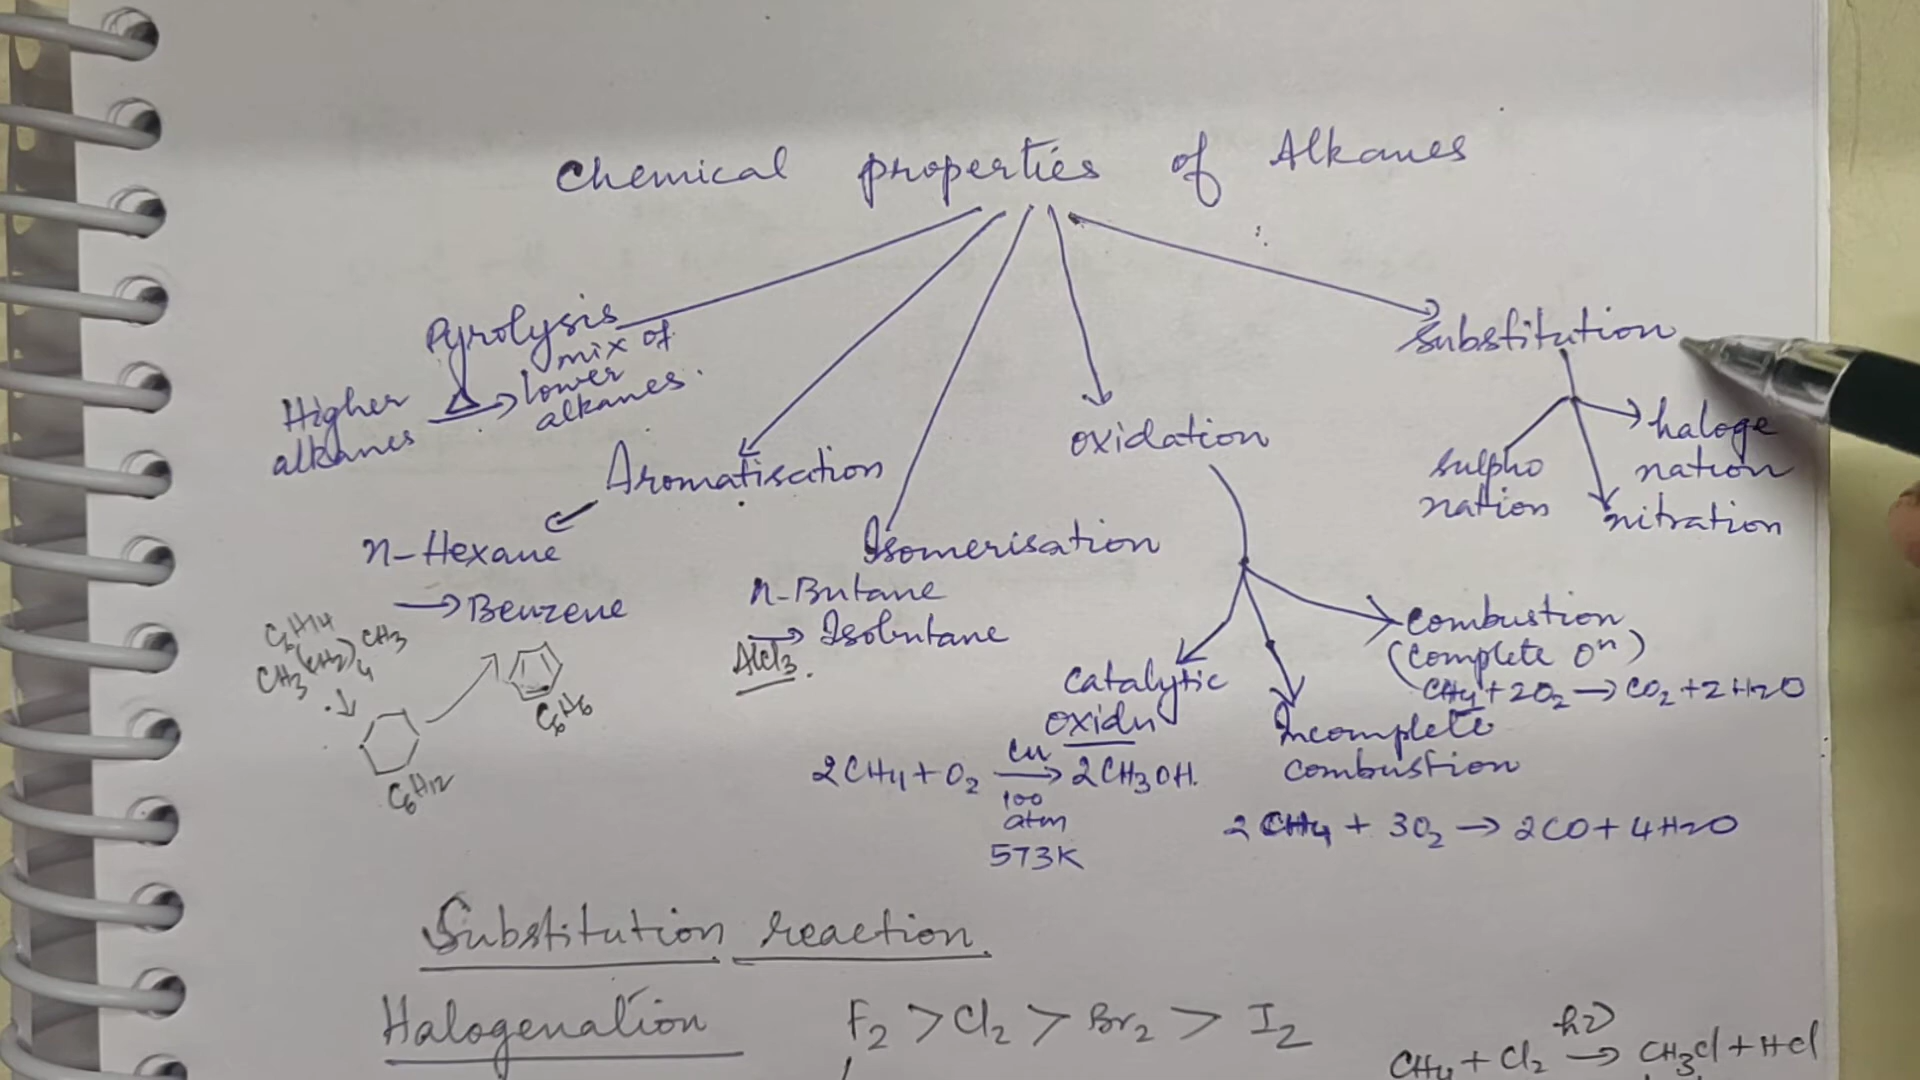 Chemical properties of Alkanes
Pyrolysis
Higher alkanes —Δ→ mix of lower alkanes.
Aromatisation
n-Hexane
→ Benzene
C6H14
CH3(CH2)4CH3
C6H12
C6H6
Isomerisation
n-Butane
→ Isobutane
AlCl3.
oxidation
Catalytic
oxidn
2CH4 + O2 —Cu→ 2CH3OH.
100
atm
573K
Incomplete
combustion
2CH4 + 3O2 → 2CO + 4H2O
Combustion
(Complete On)
CH4 + 2O2 → CO2 + 2H2O
Substitution
sulpho
nation
haloge
nation
nitration
Substitution reaction.
Halogenation
F2 > Cl2 > Br2 > I2
CH4 + Cl2 —hν→ CH3Cl + HCl